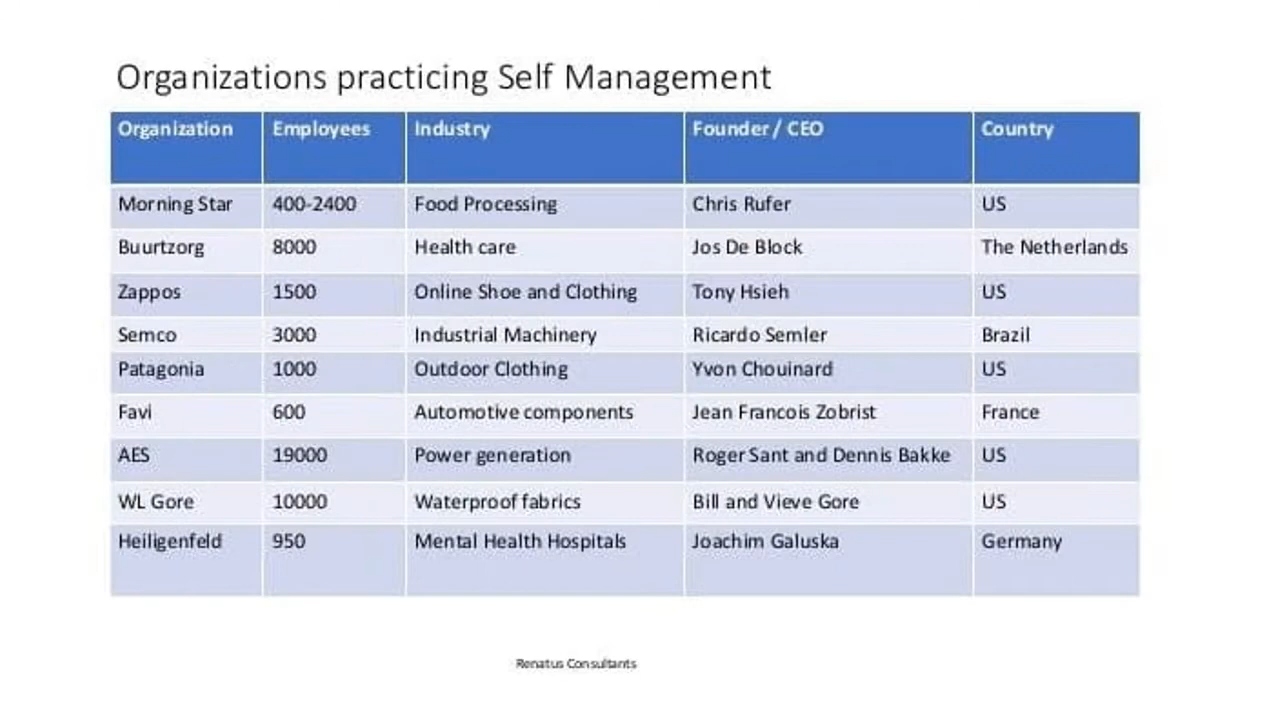 Organizations practicing Self Management
Organization Employees Industry Founder / CEO Country
Morning Star 400-2400 Food Processing Chris Rufer US
Buurtzorg 8000 Health care Jos De Block The Netherlands
Zappos 1500 Online Shoe and Clothing Tony Hsieh US
Semco 3000 Industrial Machinery Ricardo Semler Brazil
Patagonia 1000 Outdoor Clothing Yvon Chouinard US
Favi 600 Automotive components Jean Francois Zobrist France
AES 19000 Power generation Roger Sant and Dennis Bakke US
WL Gore 10000 Waterproof fabrics Bill and Vieve Gore US
Heiligenfeld 950 Mental Health Hospitals Joachim Galuska Germany
Renatus Consultants